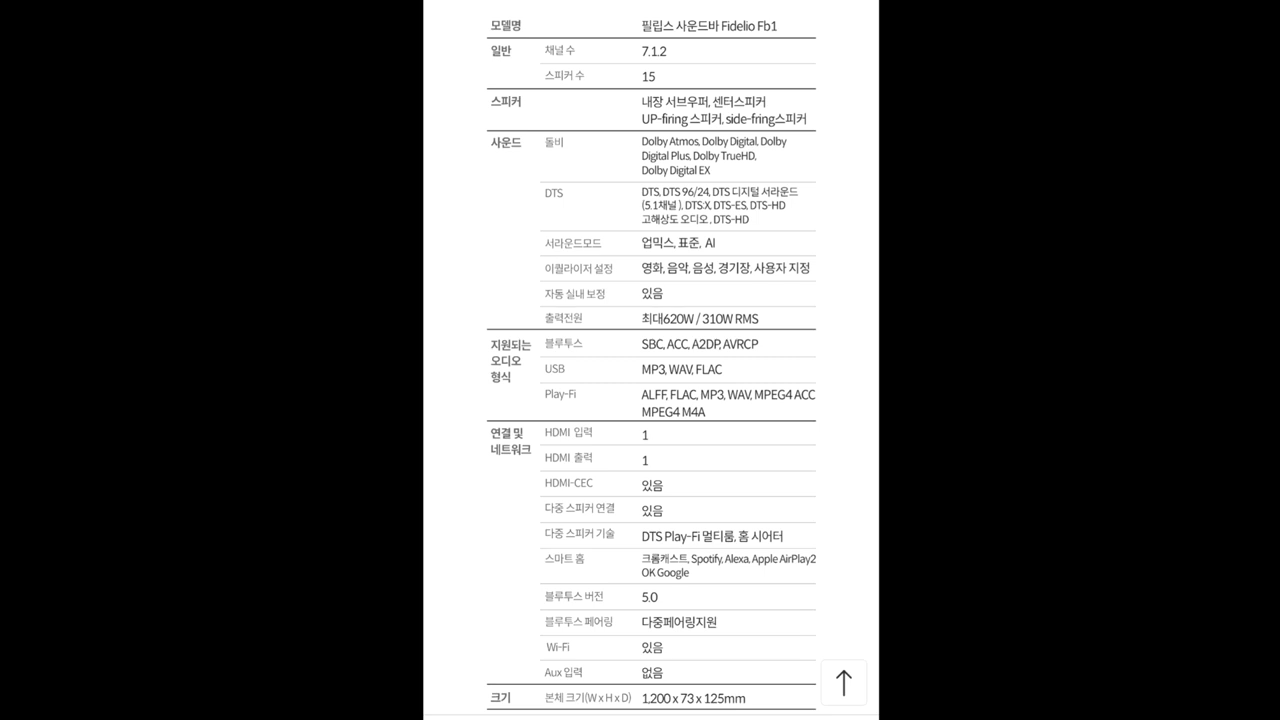 모델명 필립스 사운드바 Fidelio Fb1
일반 채널 수 7.1.2
스피커 수 15
스피커 내장 서브우퍼, 센터스피커
UP-firing 스피커, side-fring스피커
사운드 돌비 Dolby Atmos, Dolby Digital, Dolby
Digital Plus, Dolby TrueHD,
Dolby Digital EX
DTS DTS, DTS 96/24, DTS 디지털 서라운드
(5.1채널 ), DTS:X, DTS-ES, DTS-HD
고해상도 오디오 , DTS-HD
서라운드모드 업믹스, 표준, AI
이퀄라이저 설정 영화, 음악, 음성, 경기장, 사용자 지정
자동 실내 보정 있음
출력전원 최대620W / 310W RMS
지원되는
오디오
형식
블루투스 SBC, ACC, A2DP, AVRCP
USB MP3, WAV, FLAC
Play-Fi ALFF, FLAC, MP3, WAV, MPEG4 ACC
MPEG4 M4A
연결 및
네트워크
HDMI 입력 1
HDMI 출력 1
HDMI-CEC 있음
다중 스피커 연결 있음
다중 스피커 기술 DTS Play-Fi 멀티룸, 홈 시어터
스마트 홈 크롬캐스트, Spotify, Alexa, Apple AirPlay2
OK Google
블루투스 버전 5.0
블루투스 페어링 다중페어링지원
Wi-Fi 있음
Aux 입력 없음
크기 본체 크기(W x H x D) 1,200 x 73 x 125mm